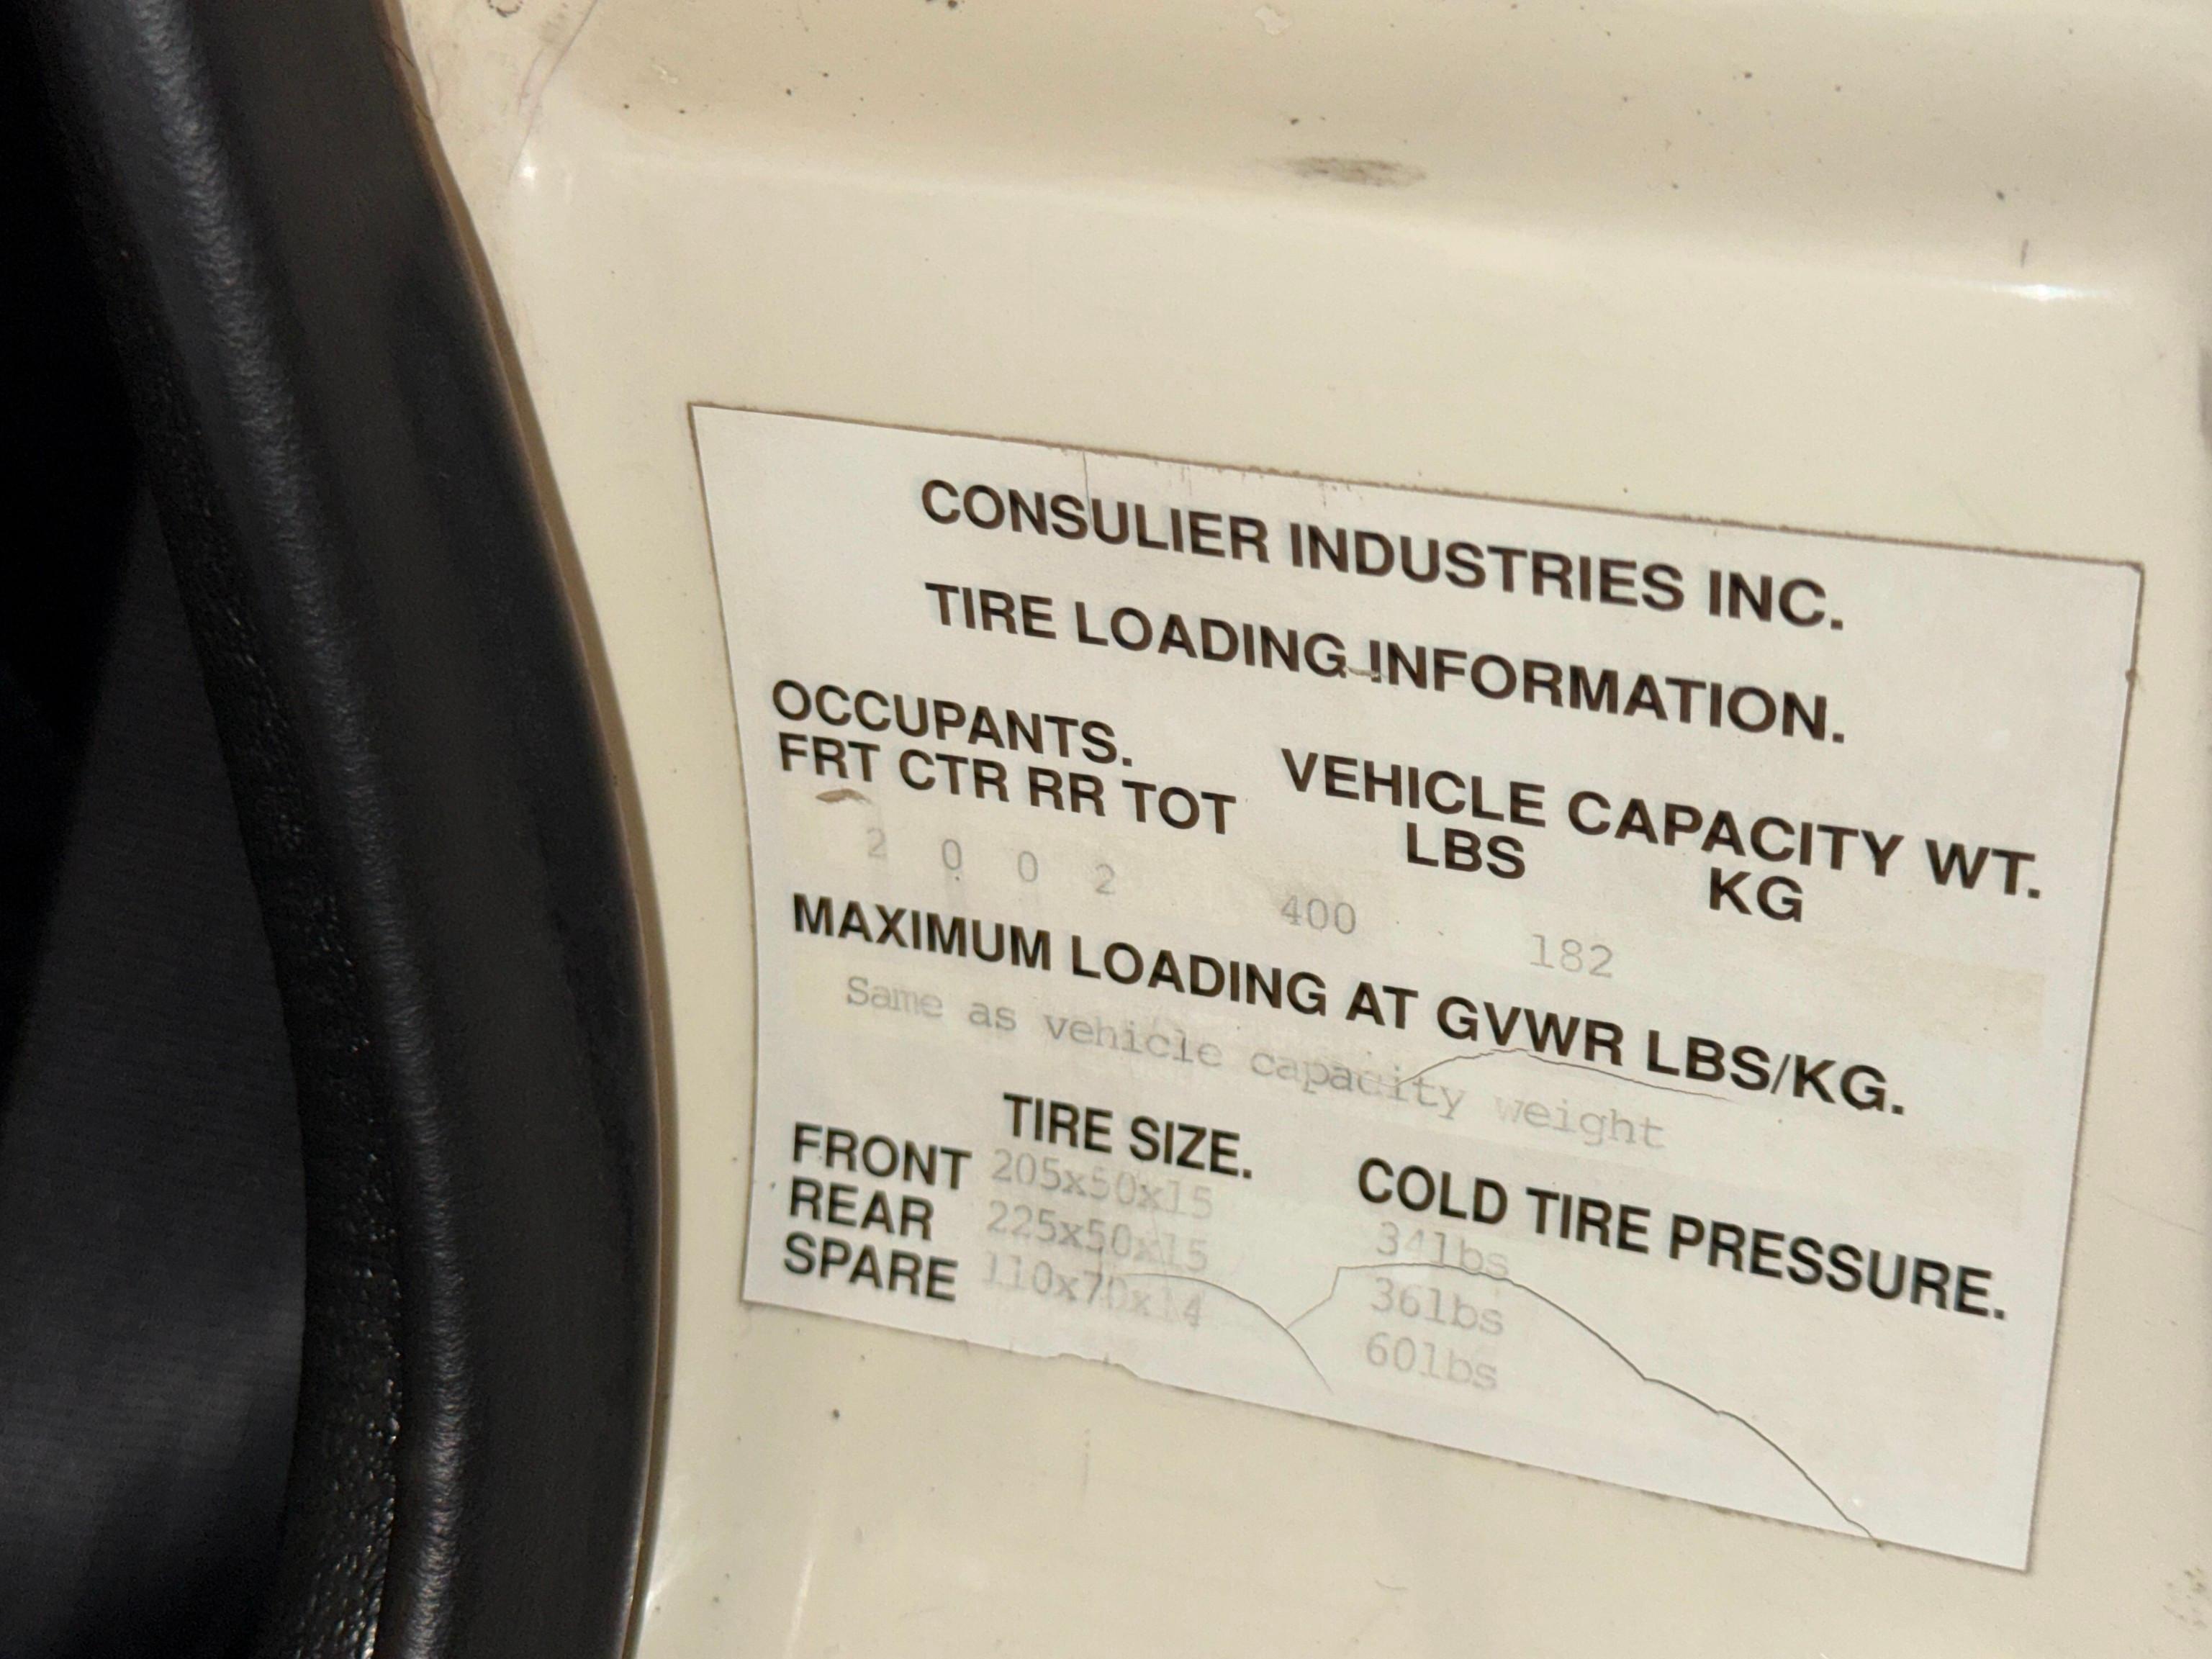 CONSULIER INDUSTRIES INC.
TIRE LOADING INFORMATION.
OCCUPANTS. VEHICLE CAPACITY WT.
FRT CTR RR TOT LBS KG
2 0 0 2 400 182
MAXIMUM LOADING AT GVWR LBS/KG.
Same as vehicle capacity weight
TIRE SIZE. COLD TIRE PRESSURE.
FRONT 205x50x15 34lbs
REAR 225x50x15 36lbs
SPARE 110x70x14 60lbs